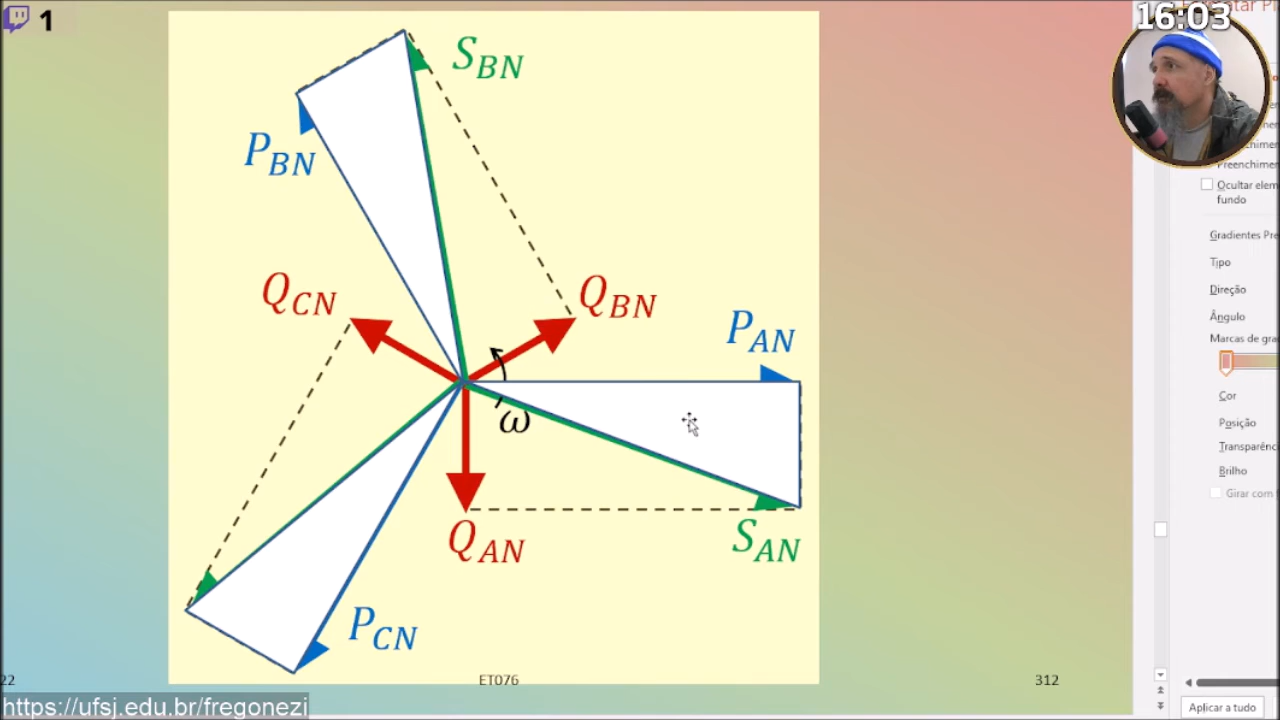 1
16:03
S_BN
P_BN
Q_CN
Q_BN
P_AN
ω
Q_AN
S_AN
P_CN
22
ET076
312
https://ufsj.edu.br/fregonezi
Ocultar elem
fundo
Gradientes Pre
Tipo
Direção
Ângulo
Marcas de gra
Cor
Posição
Transparênc
Brilho
Girar com
Aplicar a tudo